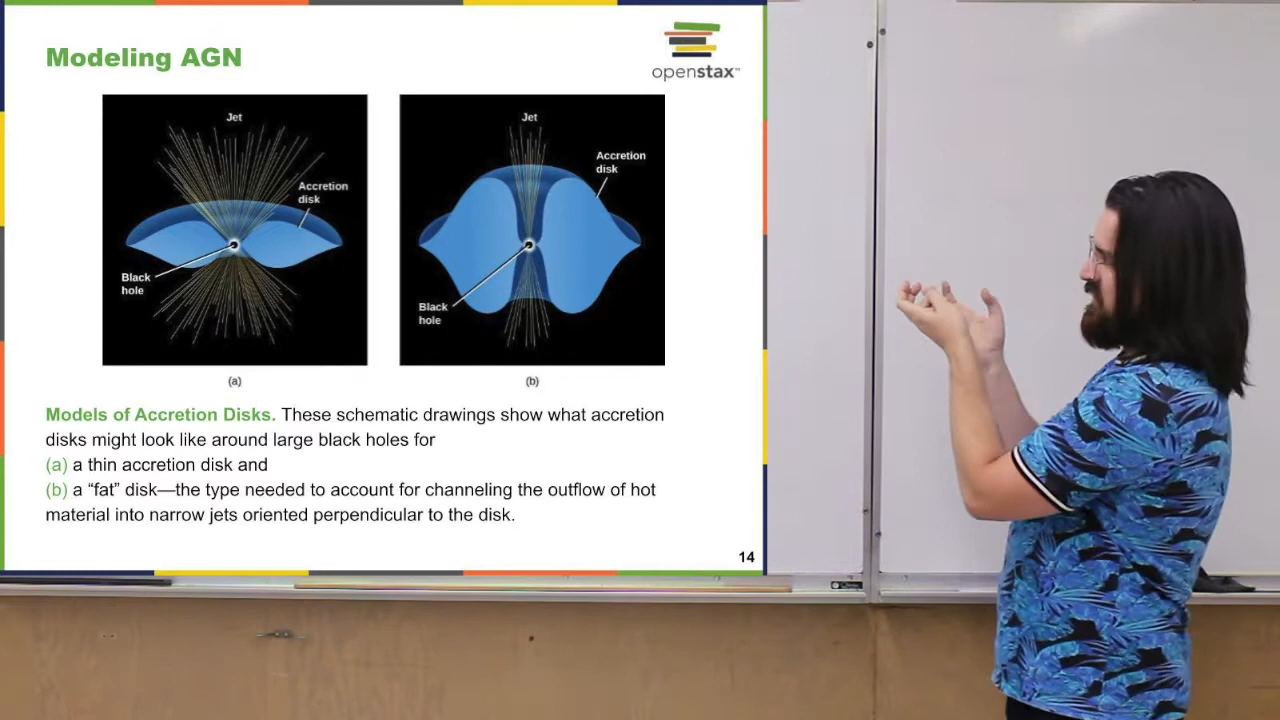 Modeling AGN
openstax™
Jet
Accretion
disk
Black
hole
(a)
Jet
Accretion
disk
Black
hole
(b)
Models of Accretion Disks. These schematic drawings show what accretion
disks might look like around large black holes for
(a) a thin accretion disk and
(b) a “fat” disk—the type needed to account for channeling the outflow of hot
material into narrow jets oriented perpendicular to the disk.
14